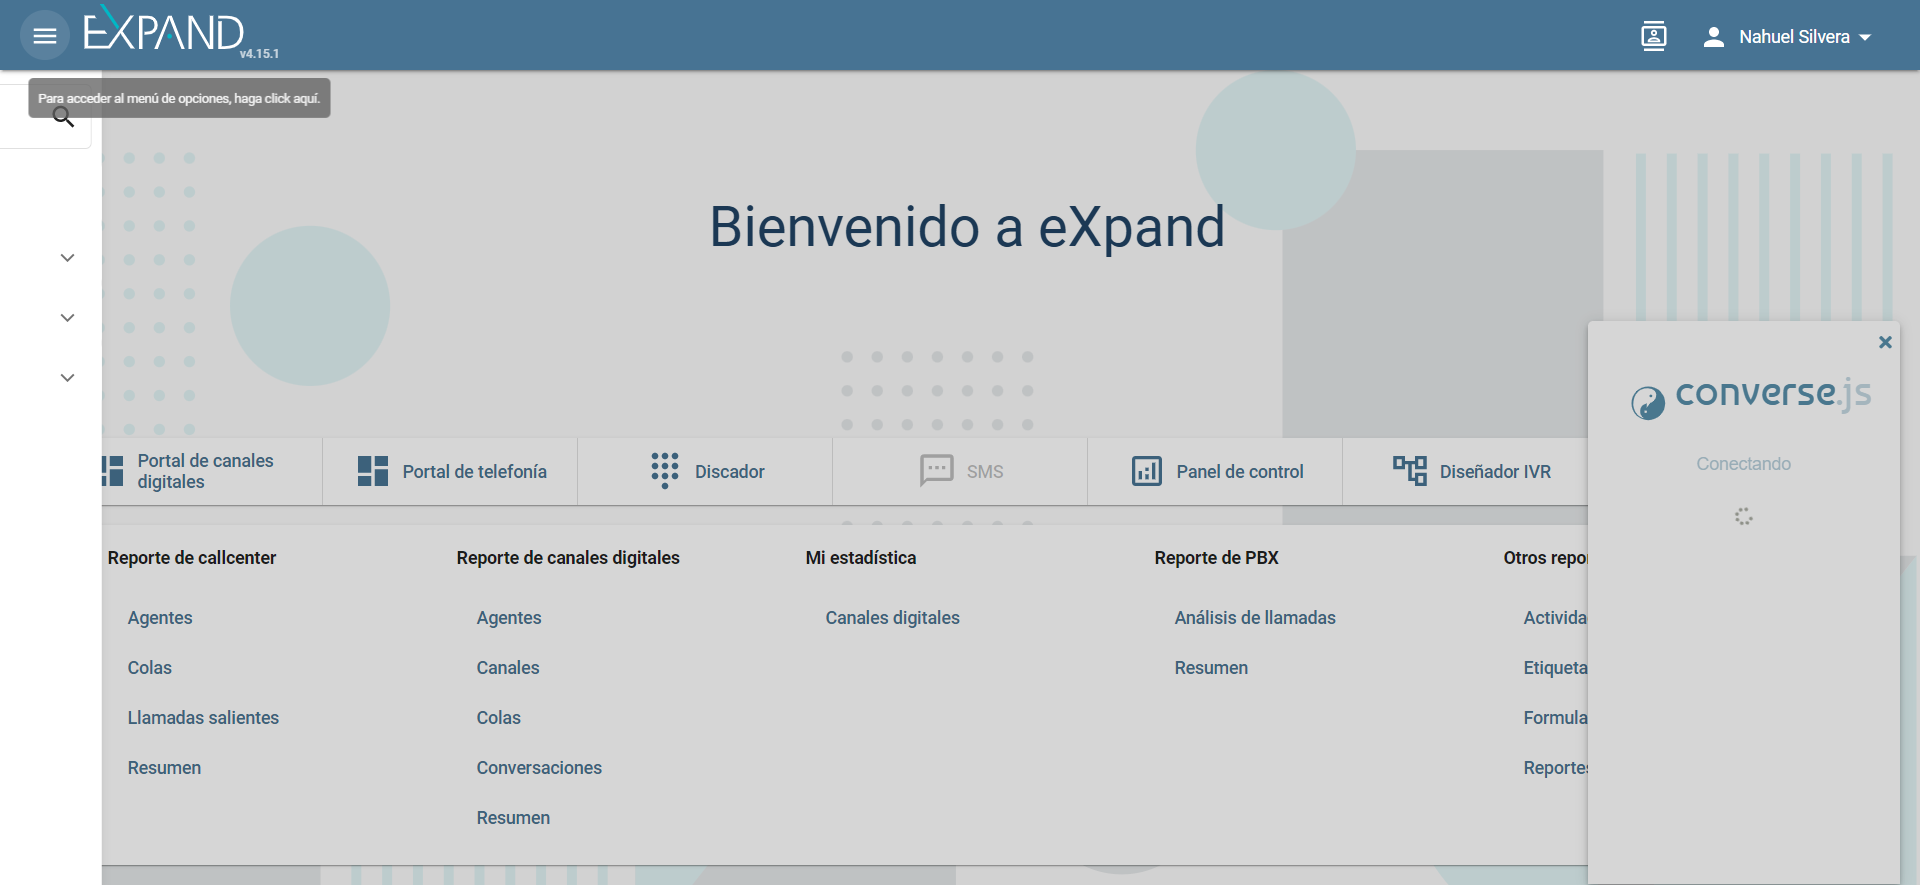 EXPAND
v4.15.1
Nahuel Silvera
Para acceder al menú de opciones, haga click aquí.
Bienvenido a eXpand
converse.js
Conectando
Portal de canales
digitales
Portal de telefonía
Discador
SMS
Panel de control
Diseñador IVR
Reporte de callcenter
Agentes
Colas
Llamadas salientes
Resumen
Reporte de canales digitales
Agentes
Canales
Colas
Conversaciones
Resumen
Mi estadística
Canales digitales
Reporte de PBX
Análisis de llamadas
Resumen
Otros repo
Activida
Etiqueta
Formula
Reportes